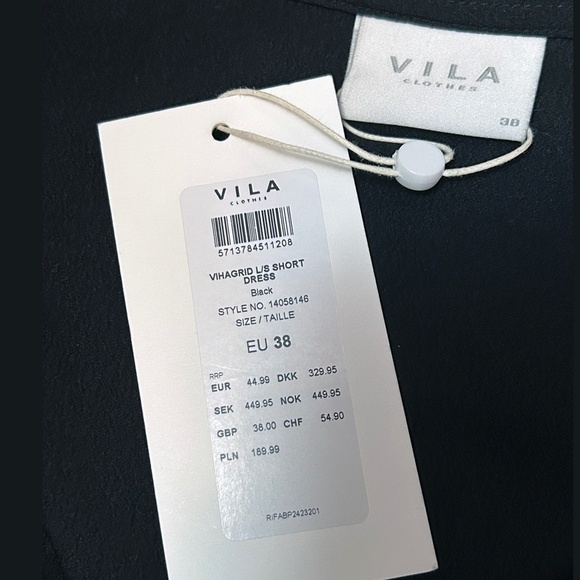 VILA
CLOTHES
38
VILA
CLOTHES
5713784511208
VIHAGRID L/S SHORT
DRESS
Black
STYLE NO. 14058146
SIZE / TAILLE
EU 38
RRP
EUR 44.99 DKK 329.95
SEK 449.95 NOK 449.95
GBP 38.00 CHF 54.90
PLN 189.99
R/FABP2423201